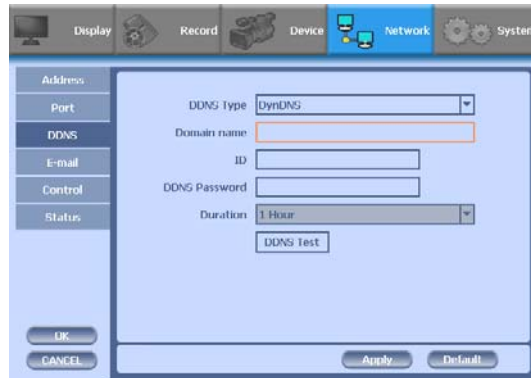 Display Record Device Network System
Address
Port
DDNS
E-mail
Control
Status
DDNS Type DynDNS
Domain name
ID
DDNS Password
Duration 1 Hour
DDNS Test
OK
CANCEL
Apply Default